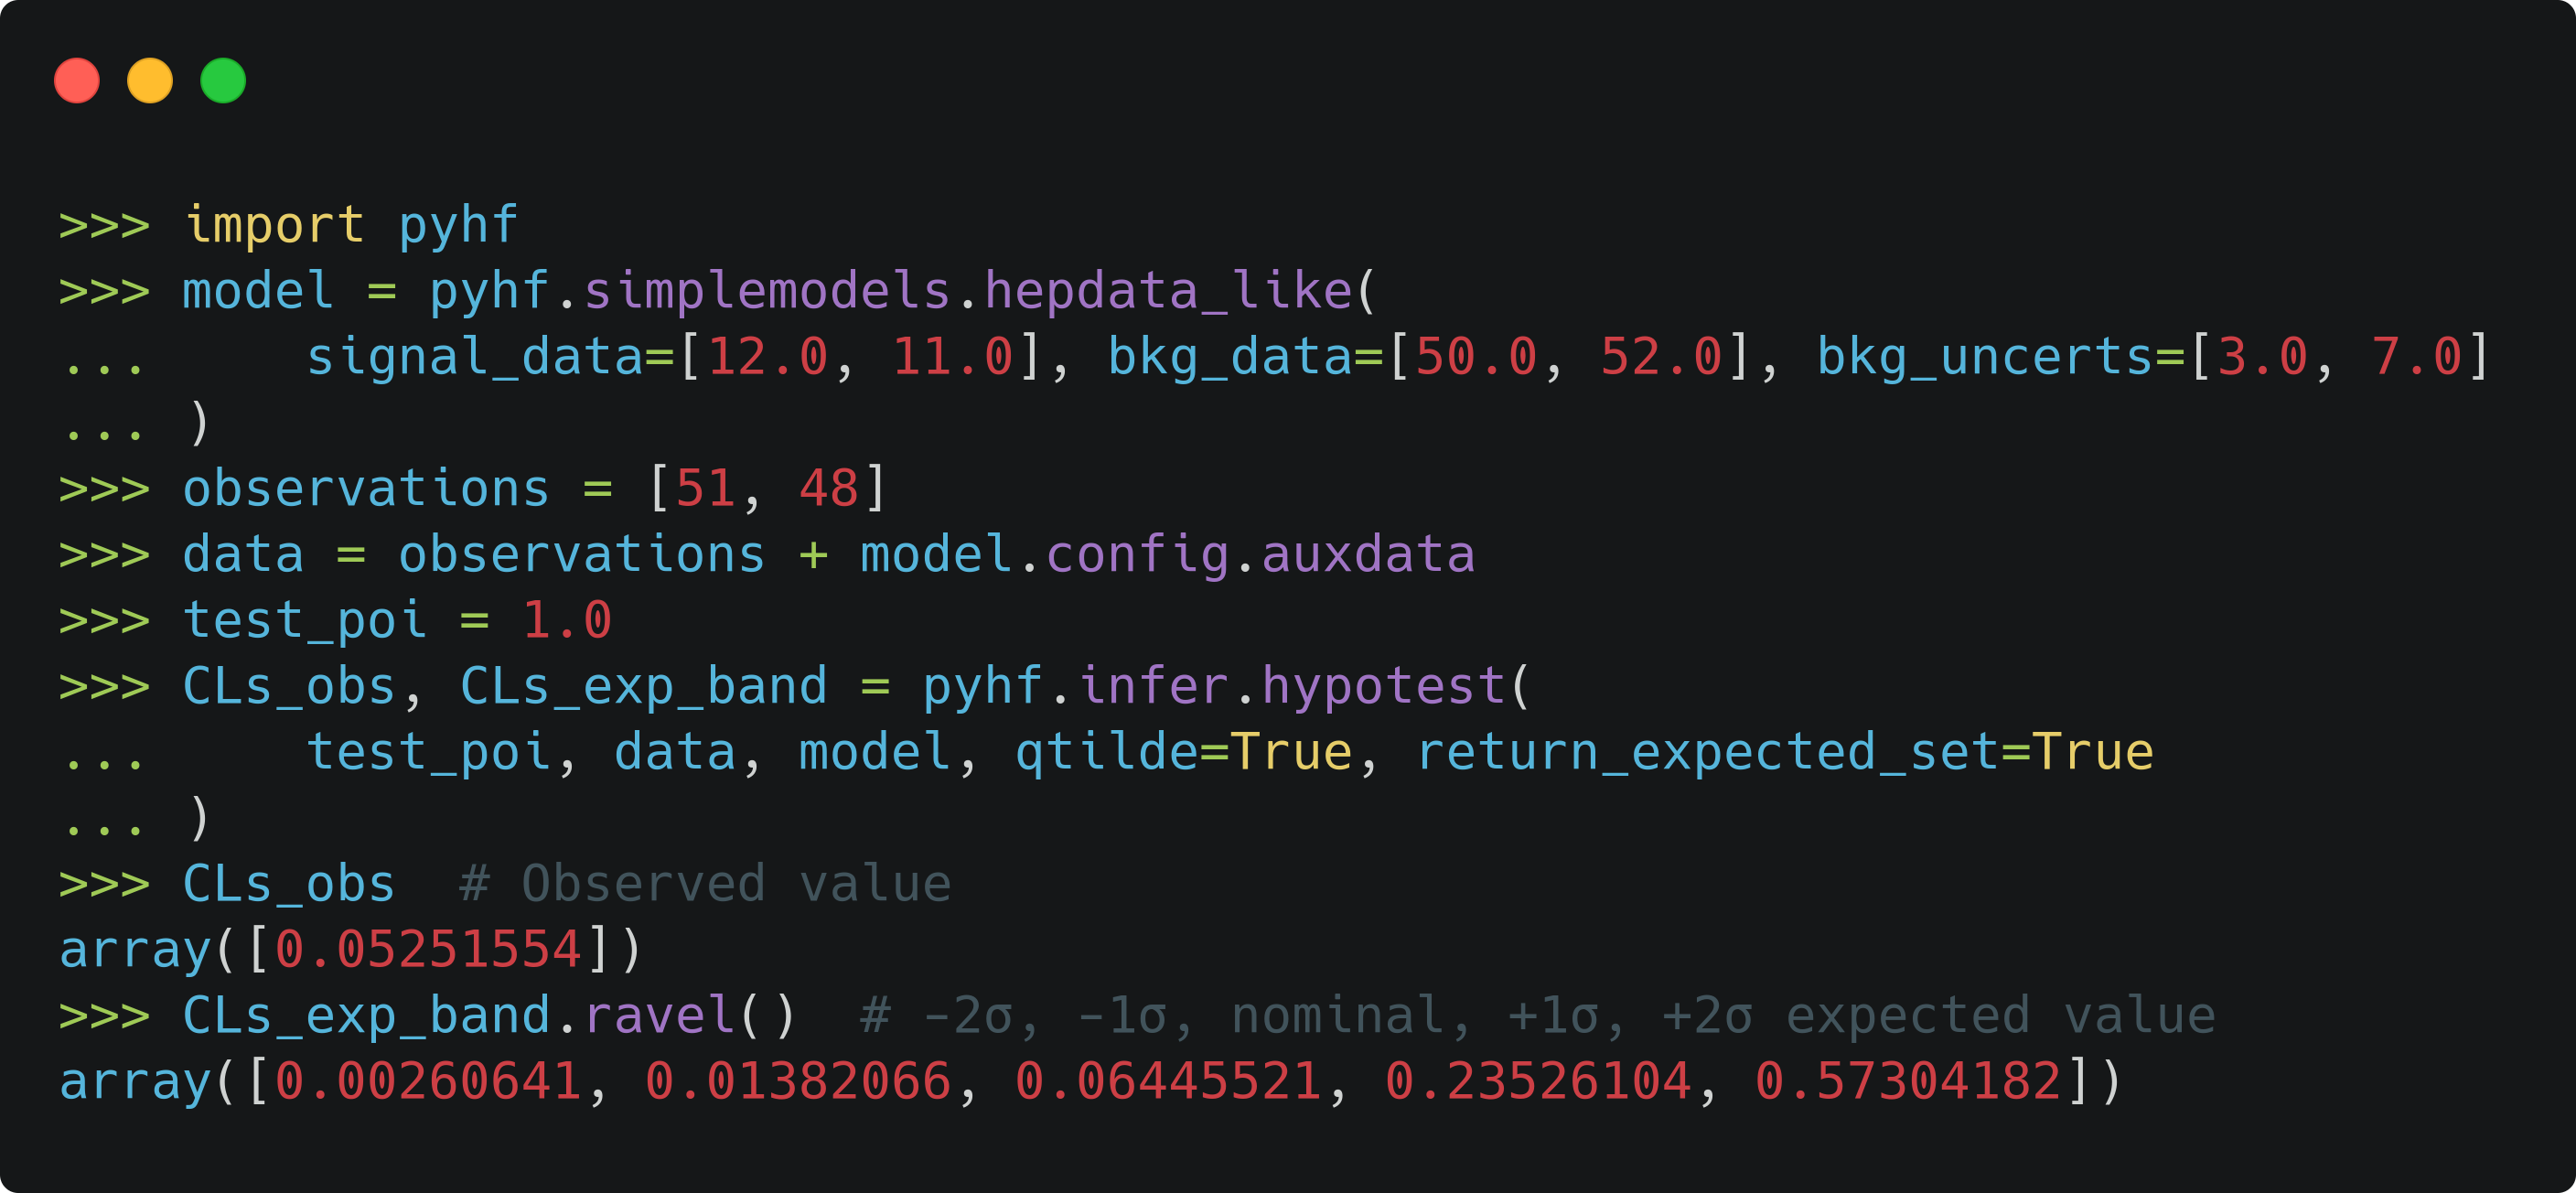 >>> import pyhf
>>> model = pyhf.simplemodels.hepdata_like(
...     signal_data=[12.0, 11.0], bkg_data=[50.0, 52.0], bkg_uncerts=[3.0, 7.0]
... )
>>> observations = [51, 48]
>>> data = observations + model.config.auxdata
>>> test_poi = 1.0
>>> CLs_obs, CLs_exp_band = pyhf.infer.hypotest(
...     test_poi, data, model, qtilde=True, return_expected_set=True
... )
>>> CLs_obs  # Observed value
array([0.05251554])
>>> CLs_exp_band.ravel()  # -2σ, -1σ, nominal, +1σ, +2σ expected value
array([0.00260641, 0.01382066, 0.06445521, 0.23526104, 0.57304182])